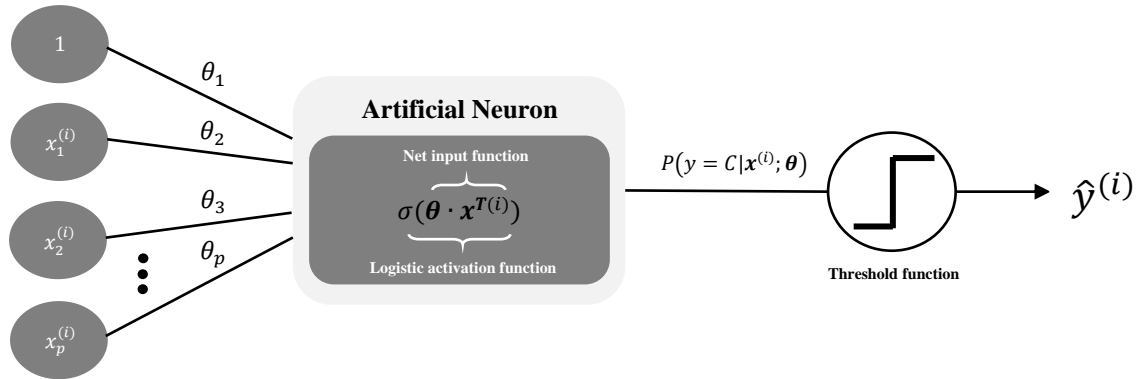 1
θ₁
x₁⁽ⁱ⁾
θ₂
x₂⁽ⁱ⁾
θ₃
xₚ⁽ⁱ⁾
θₚ
Artificial Neuron
Net input function
σ(𝜽 · 𝒙ᵀ⁽ⁱ⁾)
Logistic activation function
P(y = C|𝒙⁽ⁱ⁾; 𝜽)
Threshold function
ŷ⁽ⁱ⁾